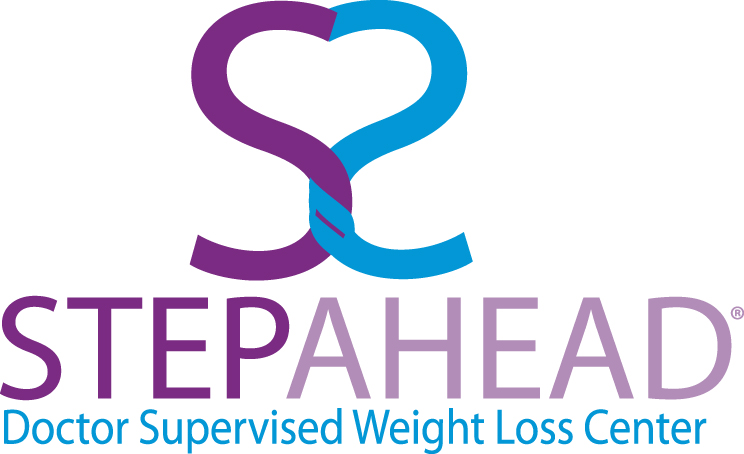 STEPAHEAD®
Doctor Supervised Weight Loss Center